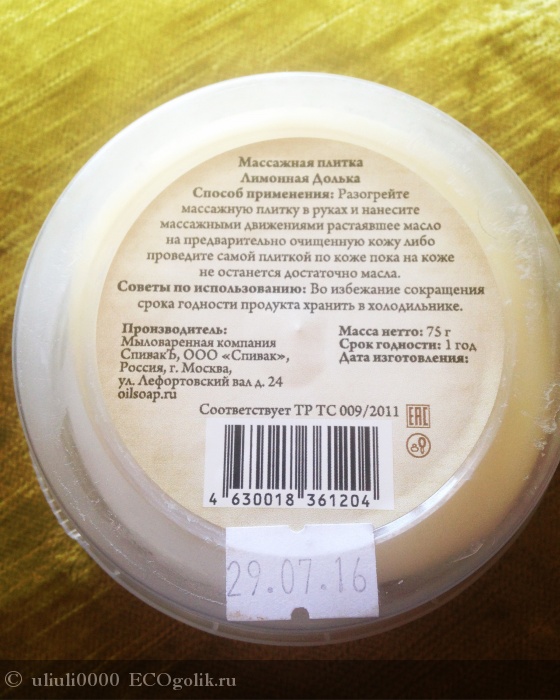 Массажная плитка
Лимонная Долька
Способ применения: Разогрейте
массажную плитку в руках и нанесите
массажными движениями растаявшее масло
на предварительно очищенную кожу либо
проведите самой плиткой по коже пока на коже
не останется достаточно масла.
Советы по использованию: Во избежание сокращения
срока годности продукта хранить в холодильнике.
Производитель:
Мыловаренная компания
СпивакЪ, ООО «Спивак»,
Россия, г. Москва,
ул. Лефортовский вал д. 24
oilsoap.ru
Масса нетто: 75 г
Срок годности: 1 год
Дата изготовления:
Соответствует ТР ТС 009/2011 EAC
4 630018 361204
29.07.16
© uliuli0000 ECOgolik.ru